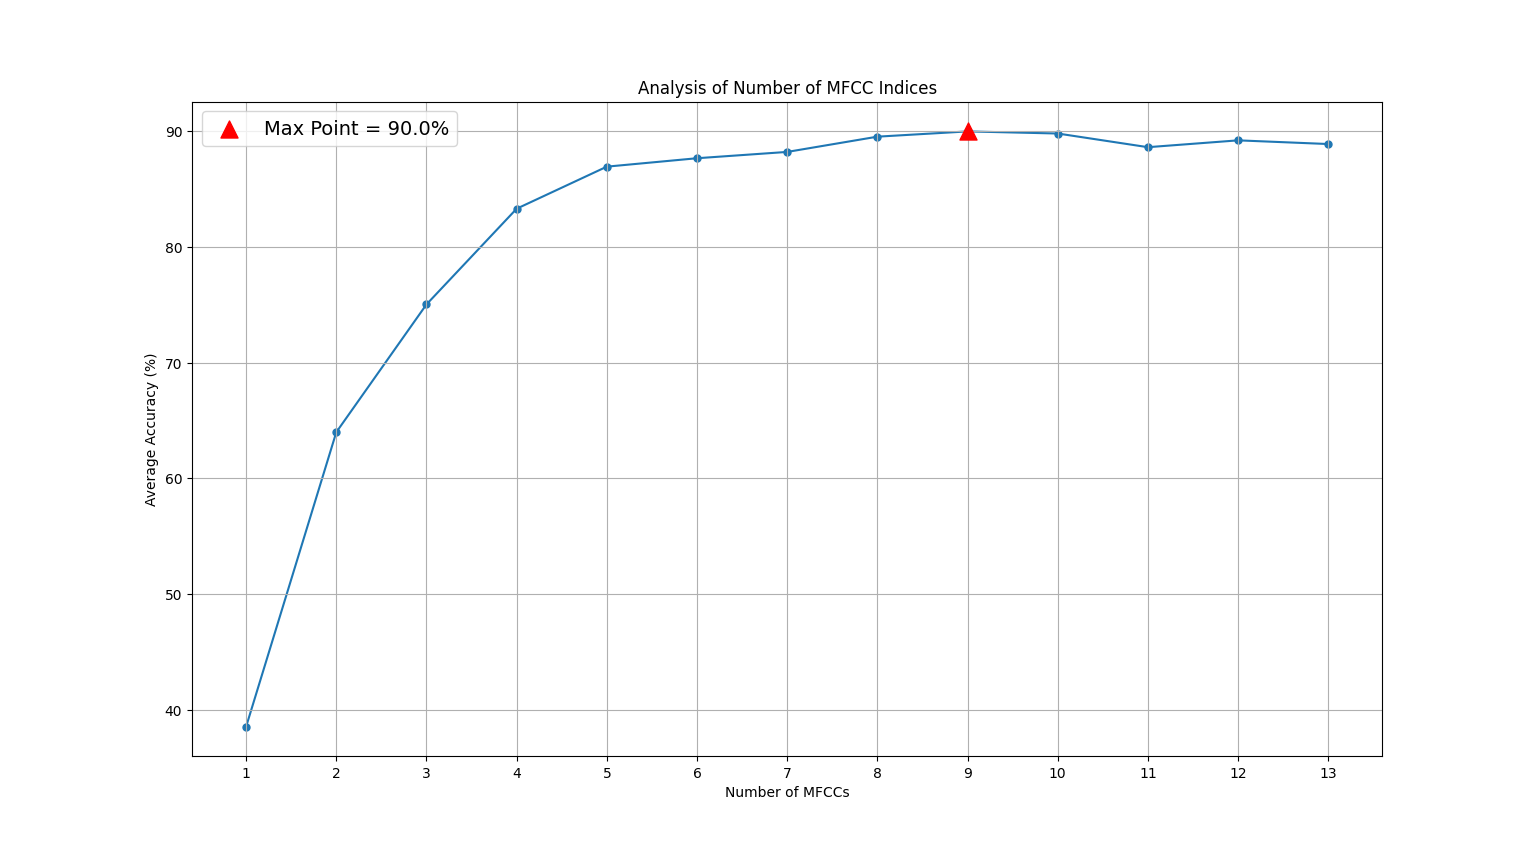 Analysis of Number of MFCC Indices
Max Point = 90.0%
90
80
70
60
50
40
Average Accuracy (%)
1 2 3 4 5 6 7 8 9 10 11 12 13
Number of MFCCs